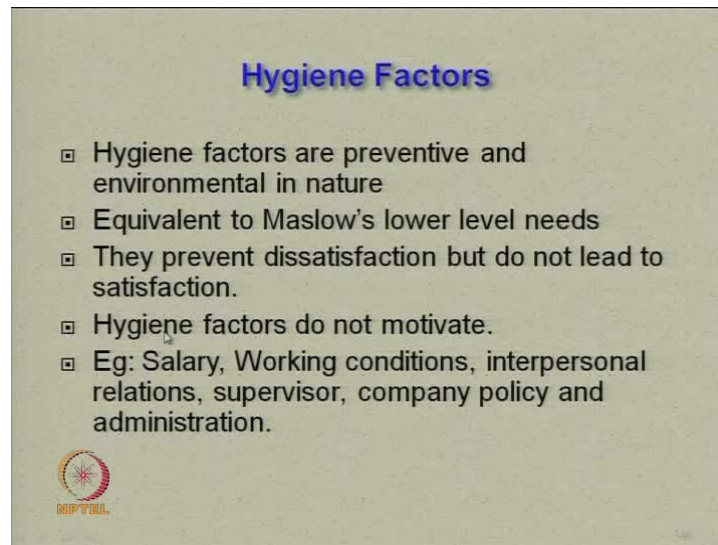 Hygiene Factors
Hygiene factors are preventive and
environmental in nature
Equivalent to Maslow's lower level needs
They prevent dissatisfaction but do not lead to
satisfaction.
Hygiene factors do not motivate.
Eg: Salary, Working conditions, interpersonal
relations, supervisor, company policy and
administration.
NPTEL